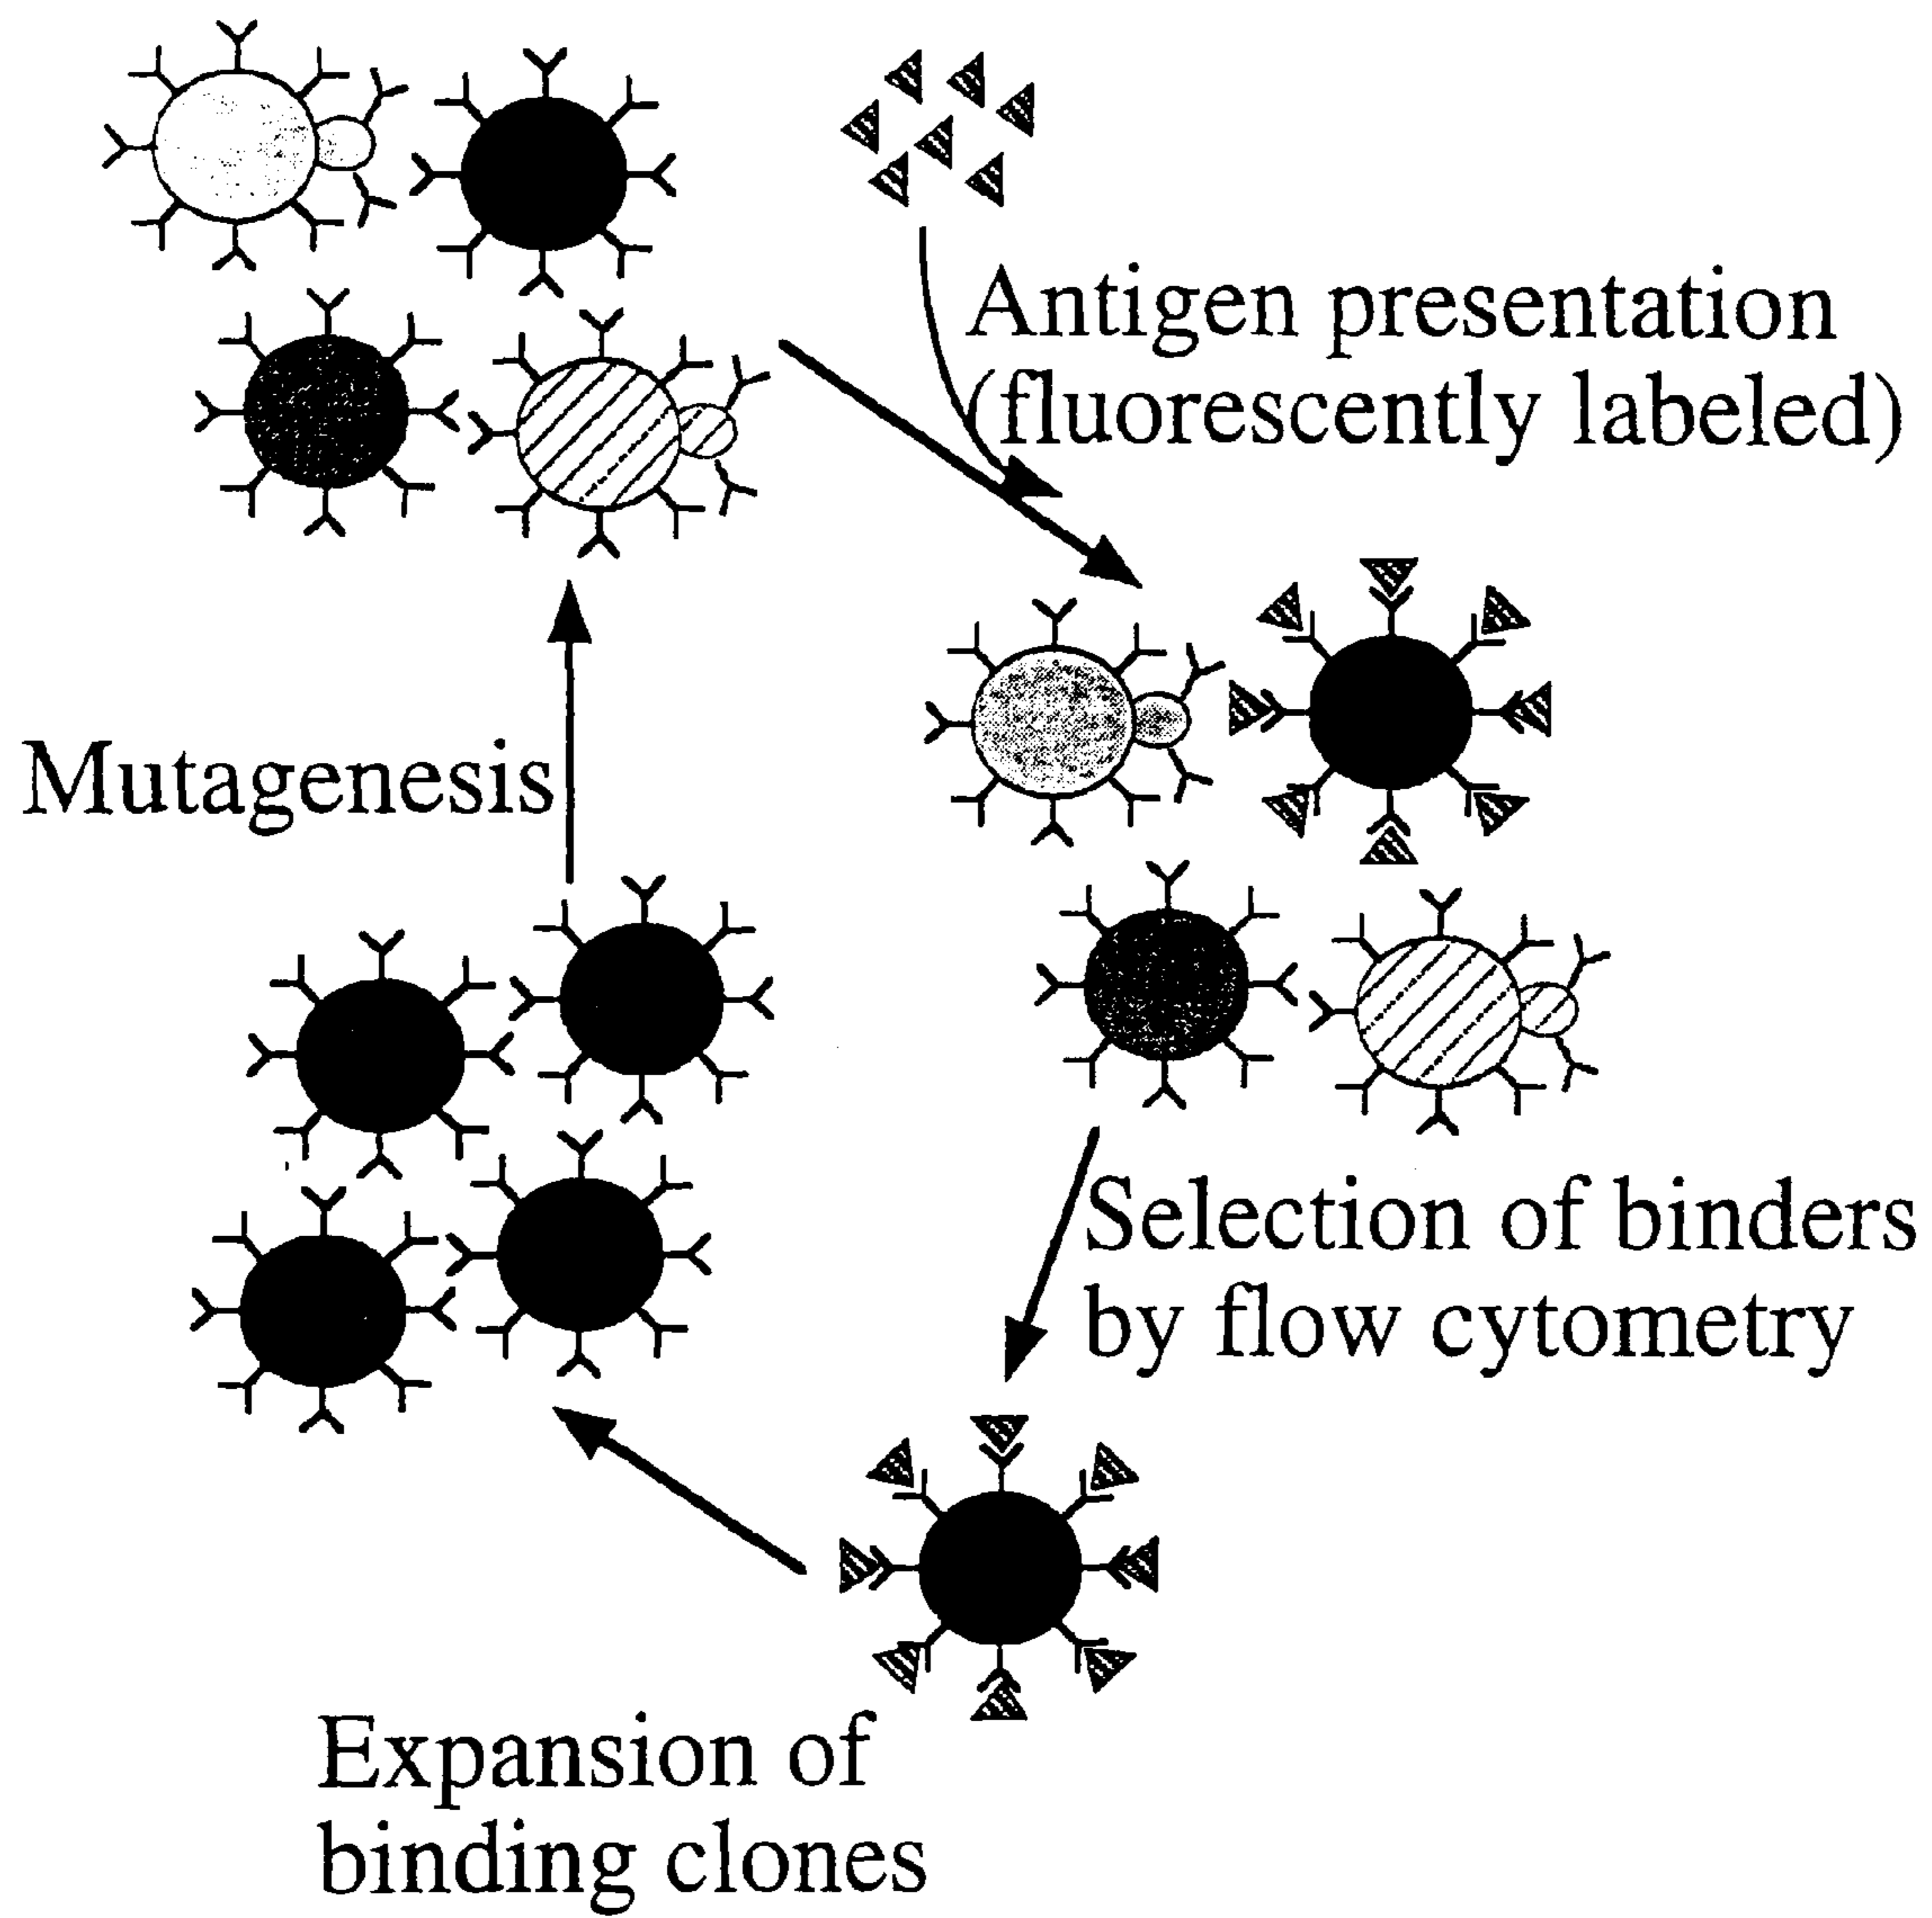 Antigen presentation
(fluorescently labeled)
Mutagenesis
Selection of binders
by flow cytometry
Expansion of
binding clones